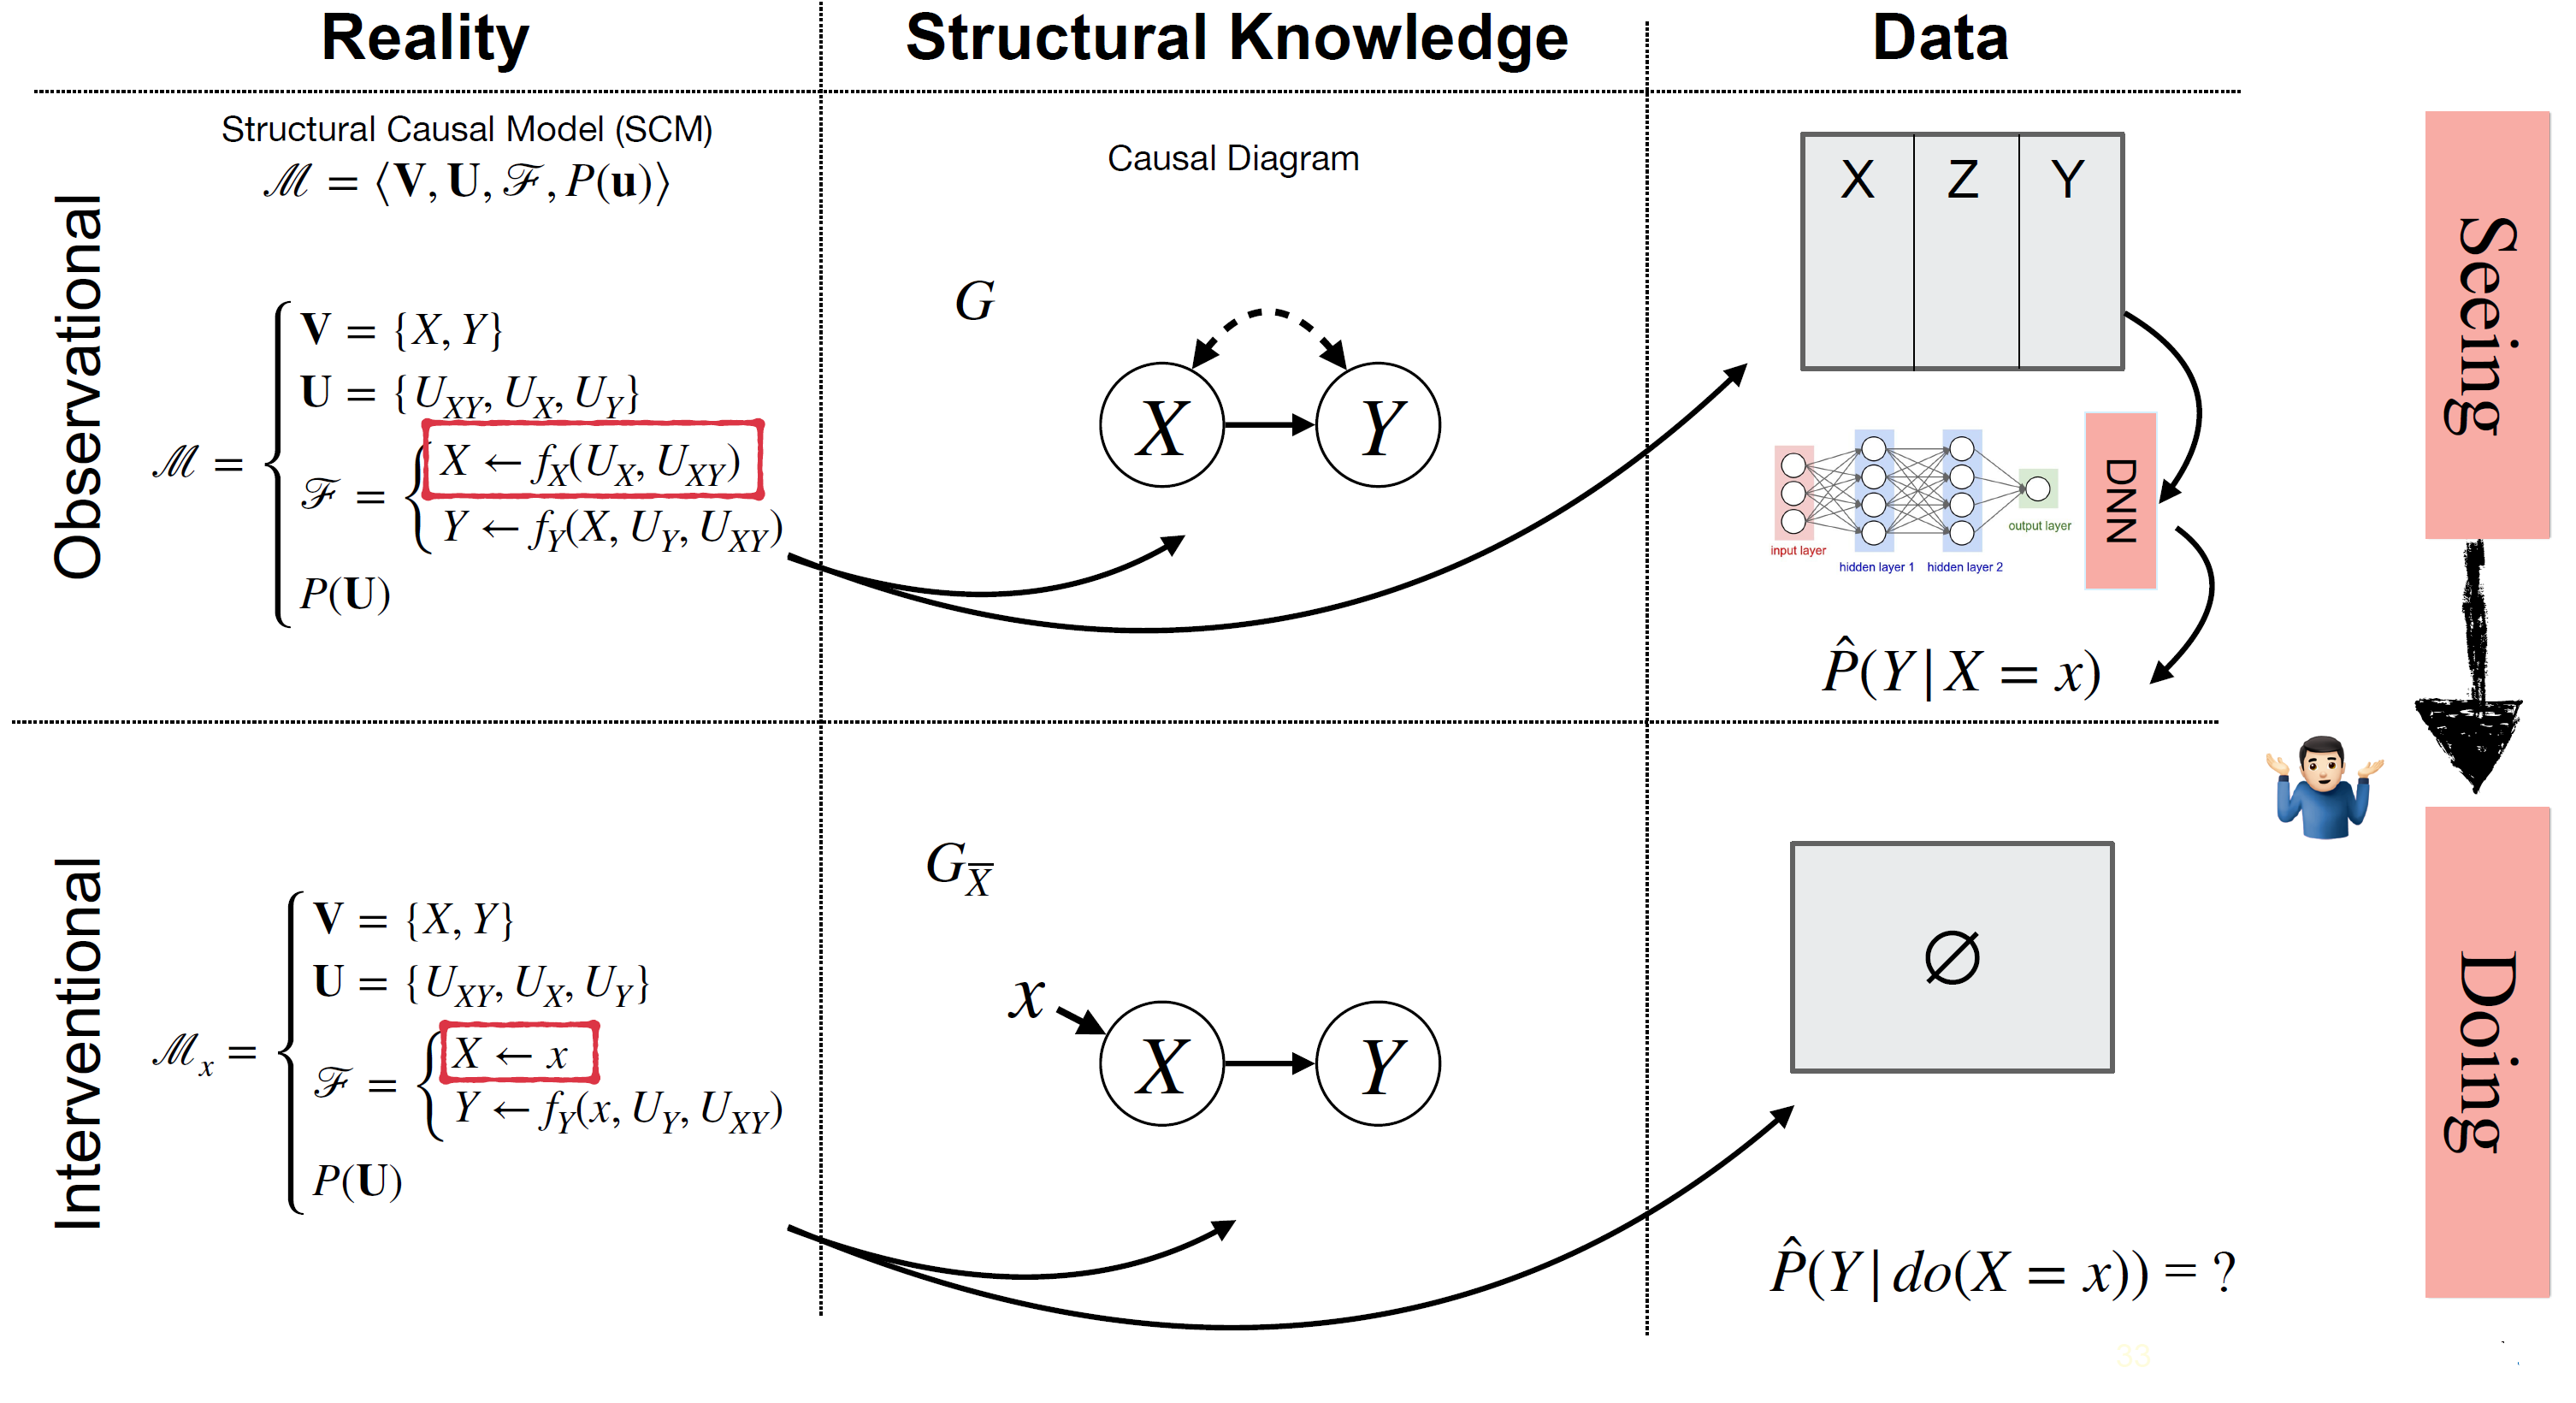 Reality
Structural Knowledge
Data
Observational
Structural Causal Model (SCM)
ℳ = ⟨V, U, ℱ, P(u)⟩
ℳ =
V = {X, Y}
U = {U_XY, U_X, U_Y}
ℱ =
X ← f_X(U_X, U_XY)
Y ← f_Y(X, U_Y, U_XY)
P(U)
Causal Diagram
G
X
Y
X Z Y
input layer
hidden layer 1
hidden layer 2
output layer
DNN
P̂(Y | X = x)
Seeing
Interventional
ℳ_x =
V = {X, Y}
U = {U_XY, U_X, U_Y}
ℱ =
X ← x
Y ← f_Y(x, U_Y, U_XY)
P(U)
G_X̅
x
X
Y
∅
P̂(Y | do(X = x)) = ?
Doing
33